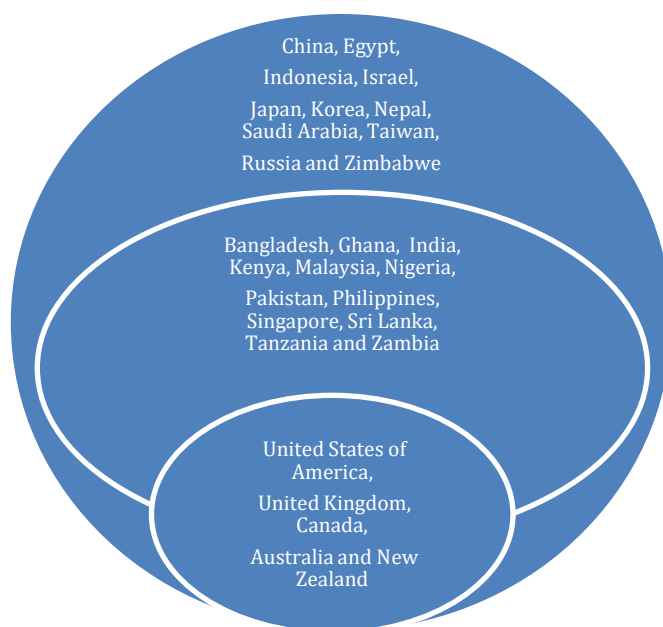 China, Egypt,
Indonesia, Israel,
Japan, Korea, Nepal,
Saudi Arabia, Taiwan,
Russia and Zimbabwe
Bangladesh, Ghana, India,
Kenya, Malaysia, Nigeria,
Pakistan, Philippines,
Singapore, Sri Lanka,
Tanzania and Zambia
United States of
America,
United Kingdom,
Canada,
Australia and New
Zealand